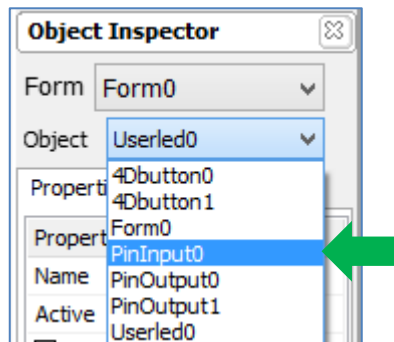 Object Inspector
Form Form0
Object Userled0
Properti
4Dbutton0
4Dbutton1
Propert
Form0
PinInput0
Name
PinOutput0
Active
PinOutput1
Userled0